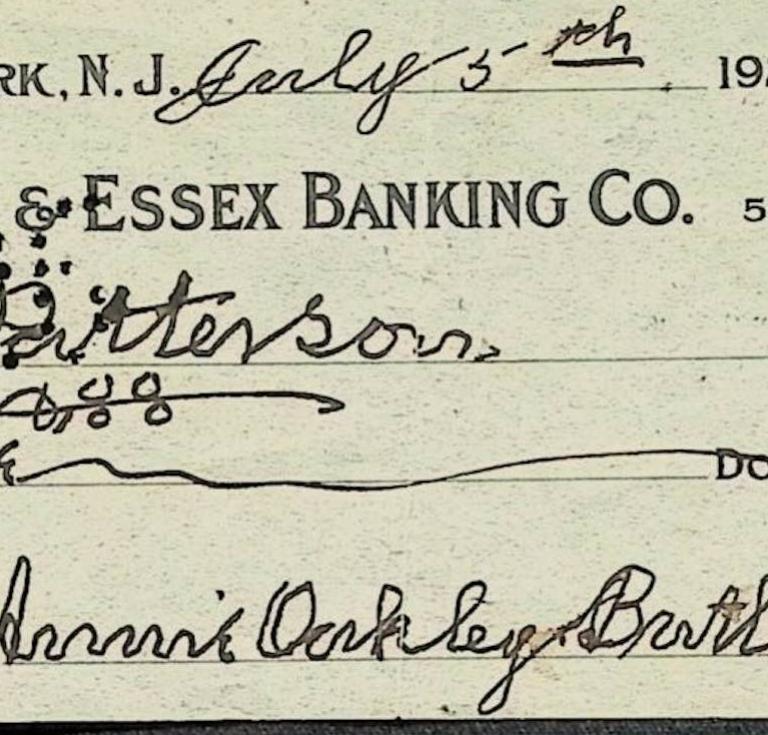 RK, N. J. July 5th 19
& ESSEX BANKING CO. 5
Patterson
DO
Annie Oakley Butl